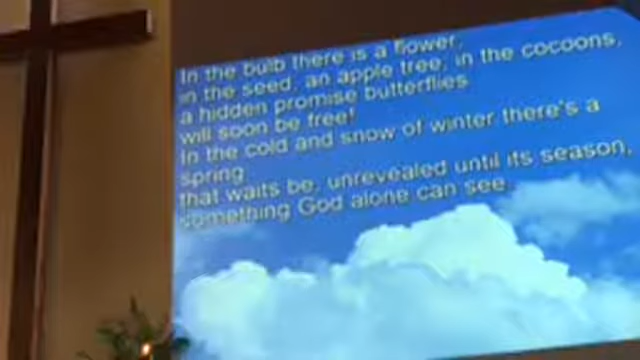 In the bulb there is a flower,
in the seed, an apple tree, in the cocoons,
a hidden promise butterflies
will soon be free!
In the cold and snow of winter there's a
spring
that waits be, unrevealed until its season,
something God alone can see.